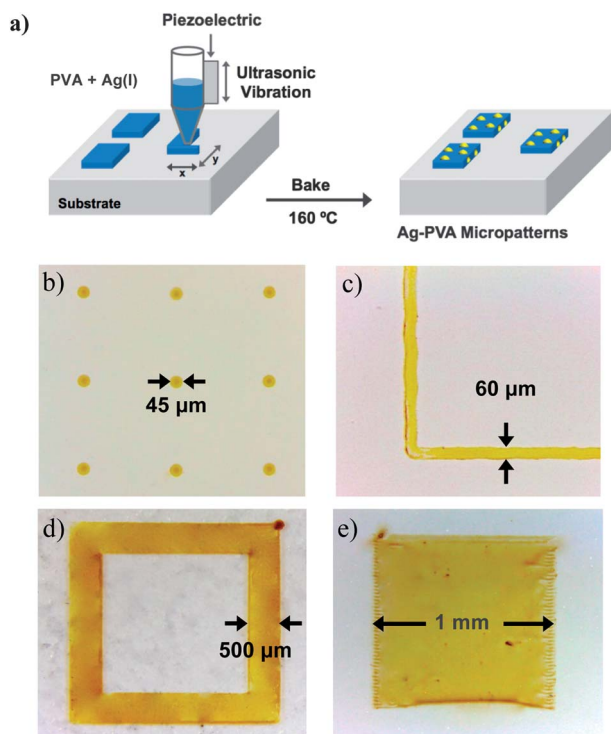 a)
Piezoelectric
PVA + Ag(I)
Ultrasonic
Vibration
y
x
Substrate
Bake
160 ºC
Ag-PVA Micropatterns
b)
45 µm
c)
60 µm
d)
500 µm
e)
1 mm